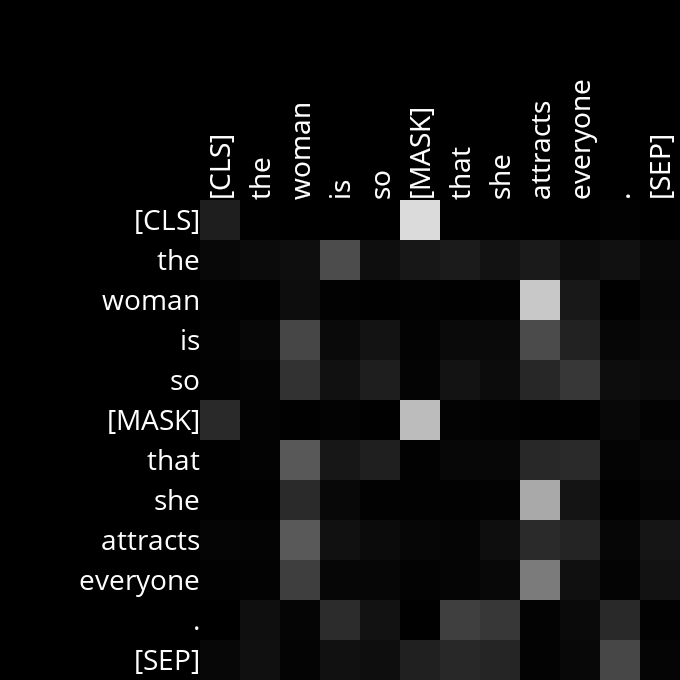 [CLS] the woman is so [MASK] that she attracts everyone . [SEP]
[CLS]
the
woman
is
so
[MASK]
that
she
attracts
everyone
.
[SEP]